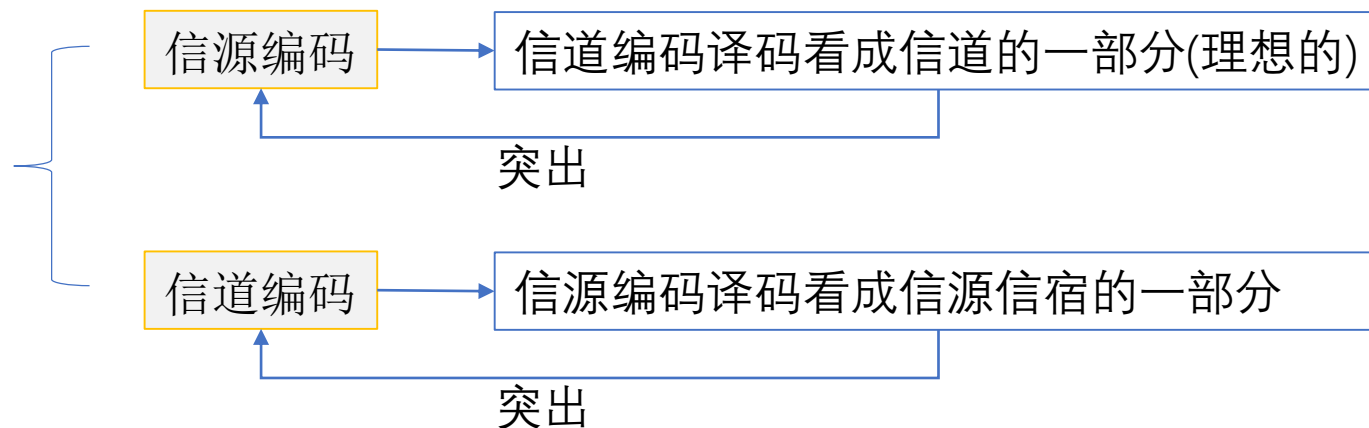 信源编码
信道编码译码看成信道的一部分(理想的)
突出
信道编码
信源编码译码看成信源信宿的一部分
突出